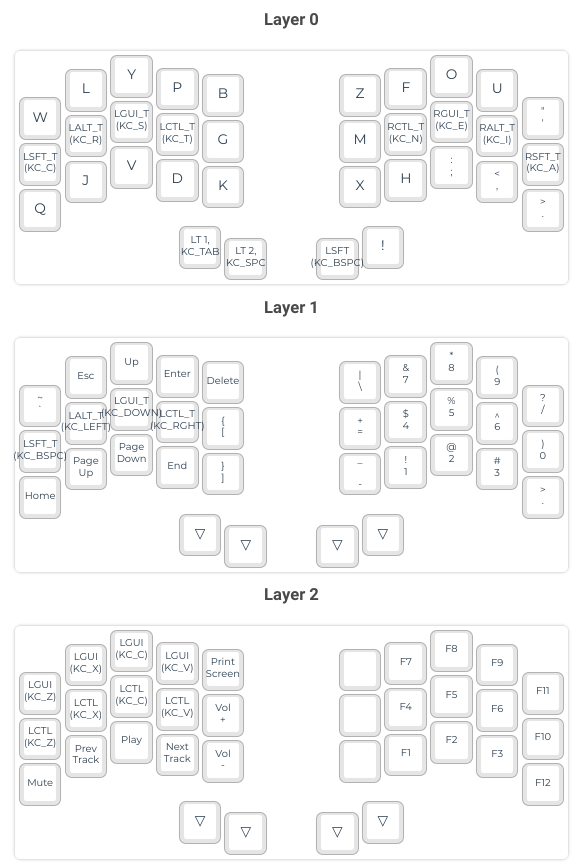 Layer 0
W
L
Y
P
B
Z
F
O
U
"
'
LSFT_T
(KC_C)
LALT_T
(KC_R)
LGUI_T
(KC_S)
LCTL_T
(KC_T)
G
M
RCTL_T
(KC_N)
RGUI_T
(KC_E)
RALT_T
(KC_I)
RSFT_T
(KC_A)
Q
J
V
D
K
X
H
:
;
<
,
>
.
LT 1,
KC_TAB
LT 2,
KC_SPC
LSFT
(KC_BSPC)
!
Layer 1
~
`
Esc
Up
Enter
Delete
|
\
&
7
*
8
(
9
?
/
LSFT_T
(KC_BSPC)
LALT_T
(KC_LEFT)
LGUI_T
(KC_DOWN)
LCTL_T
(KC_RGHT)
{
[
+
=
$
4
%
5
^
6
)
0
Home
Page
Up
Page
Down
End
}
]
_
-
!
1
@
2
#
3
>
.
▽
▽
▽
▽
Layer 2
LGUI
(KC_Z)
LGUI
(KC_X)
LGUI
(KC_C)
LGUI
(KC_V)
Print
Screen
F7
F8
F9
F11
LCTL
(KC_Z)
LCTL
(KC_X)
LCTL
(KC_C)
LCTL
(KC_V)
Vol
+
F4
F5
F6
F10
Mute
Prev
Track
Play
Next
Track
Vol
-
F1
F2
F3
F12
▽
▽
▽
▽